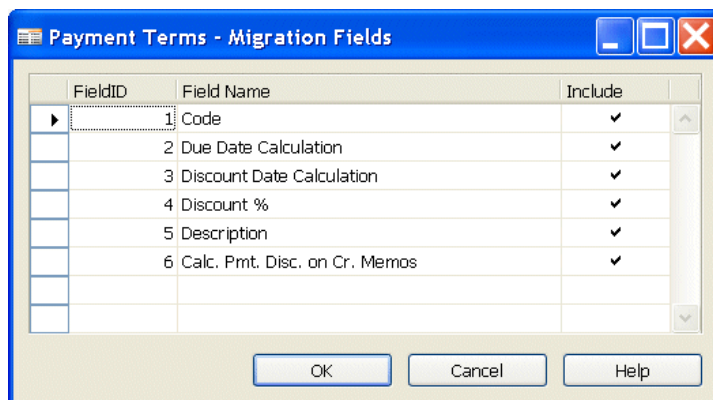 Payment Terms - Migration Fields
FieldID Field Name Include
1 Code
2 Due Date Calculation
3 Discount Date Calculation
4 Discount %
5 Description
6 Calc. Pmt. Disc. on Cr. Memos
OK Cancel Help